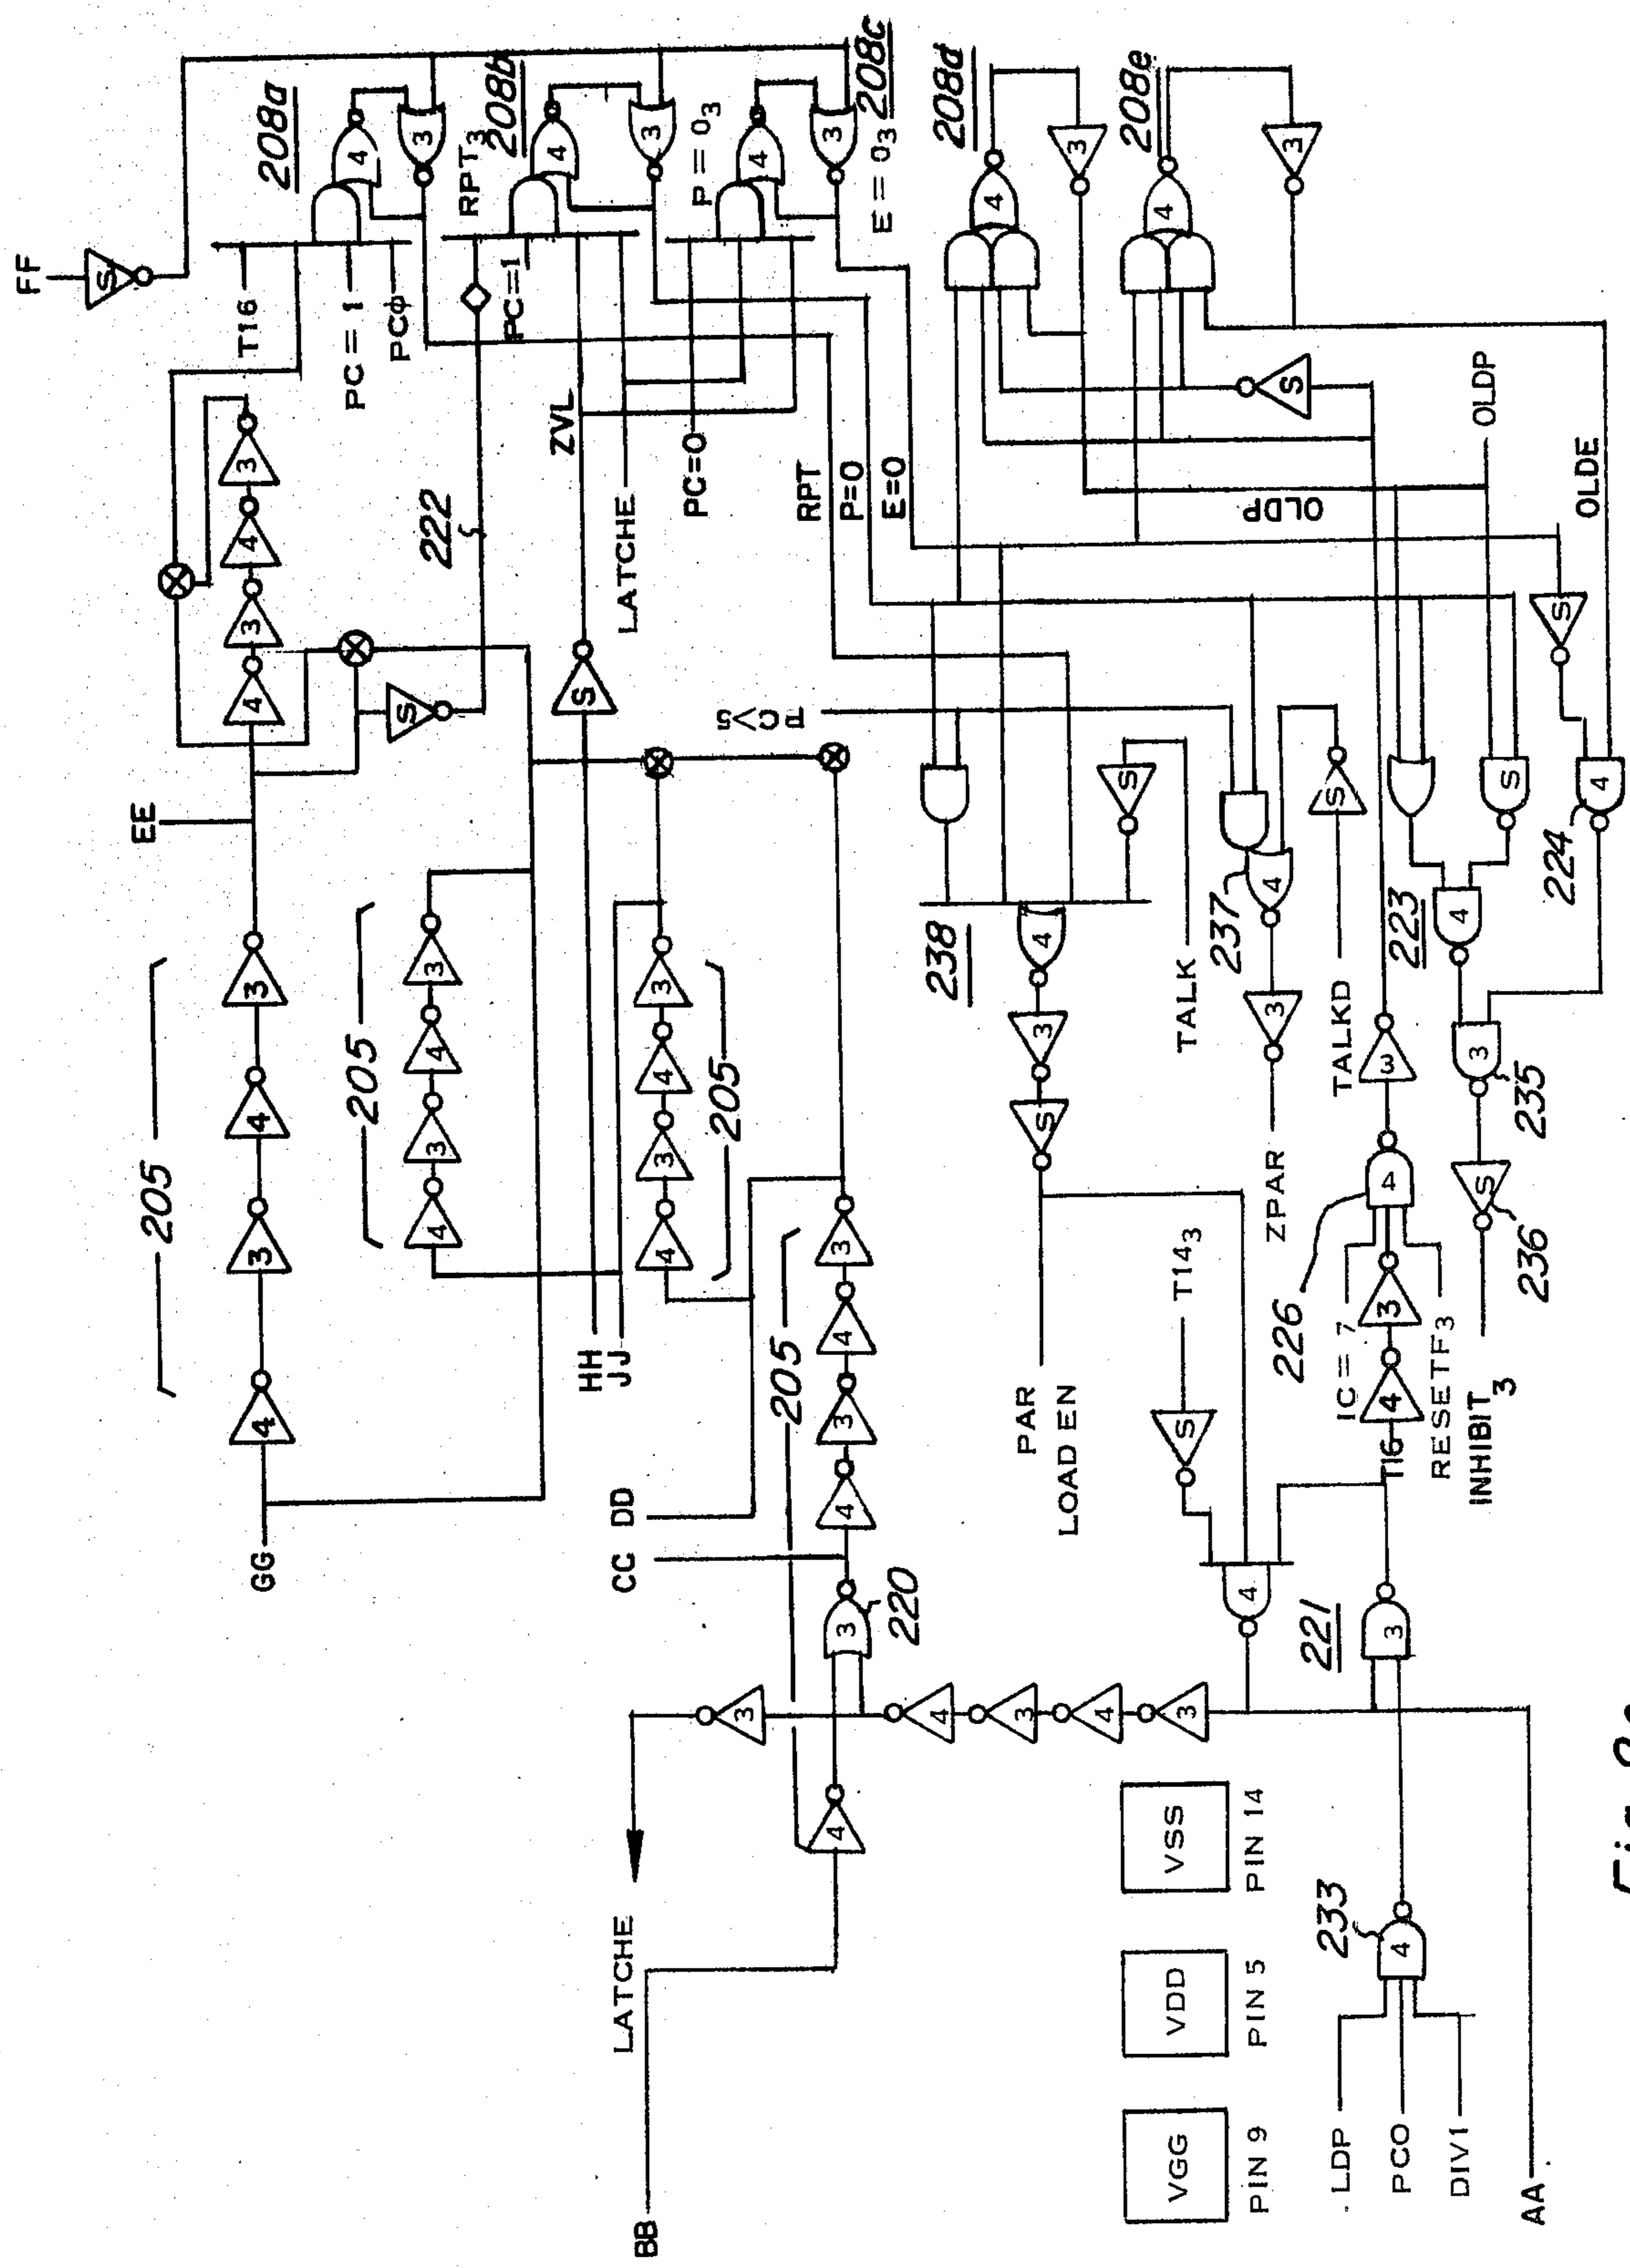 FF
T16
PC = 1
PCϕ
208a
RPT3
208b
PC=1
P = 03
208c
E = 03
208d
208e
222
ZVL
LATCHE
PC=0
RPT
P=0
E=0
OLDP
OLDP
OLDE
EE
205
205
205
205
PC>5
238
TALK
237
ZPAR
TALKD
223
224
235
236
INHIBIT3
GG
HH
JJ
CC
DD
220
PAR
LOAD EN
T143
226
IC = 7
T16
RESETF3
221
LATCHE
BB
VGG
PIN 9
VDD
PIN 5
VSS
PIN 14
233
LDP
PCO
DIV1
AA